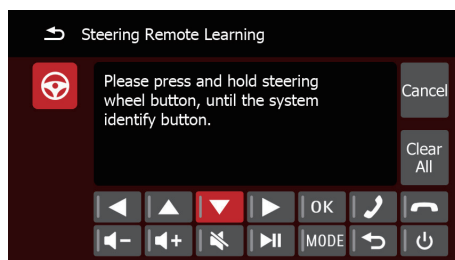 Steering Remote Learning
Please press and hold steering
wheel button, until the system
identify button.
Cancel
Clear
All
OK
MODE